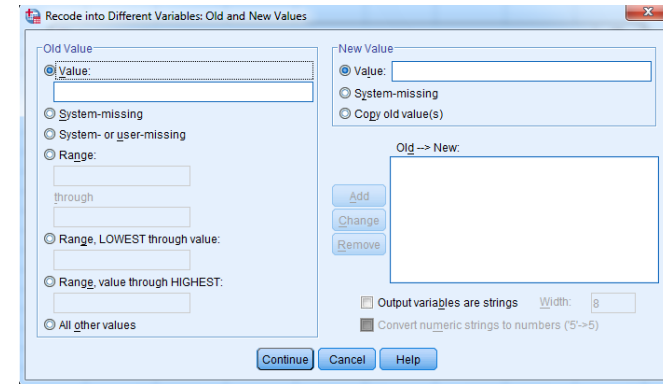 Recode into Different Variables: Old and New Values
Old Value
Value:
System-missing
System- or user-missing
Range:
through
Range, LOWEST through value:
Range, value through HIGHEST:
All other values
New Value
Value:
System-missing
Copy old value(s)
Old --> New:
Add
Change
Remove
Output variables are strings Width: 8
Convert numeric strings to numbers ('5'->5)
Continue Cancel Help